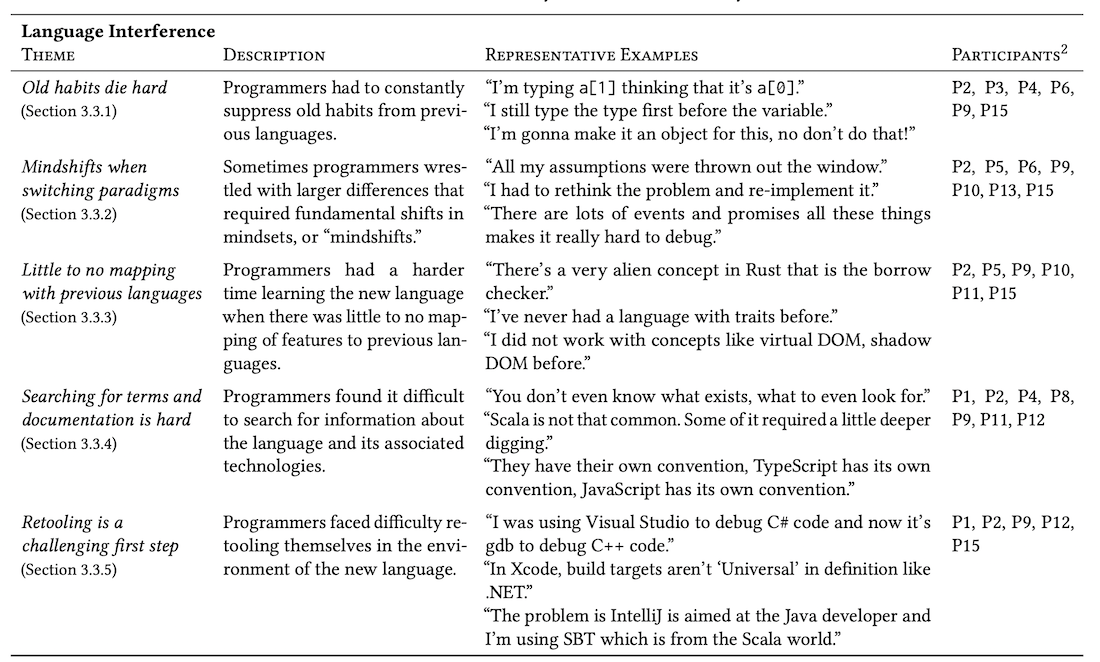 Language Interference
THEME DESCRIPTION REPRESENTATIVE EXAMPLES PARTICIPANTS2
Old habits die hard
(Section 3.3.1)
Programmers had to constantly
suppress old habits from previ-
ous languages.
“I’m typing a[1] thinking that it’s a[0].”
“I still type the type first before the variable.”
“I’m gonna make it an object for this, no don’t do that!”
P2, P3, P4, P6,
P9, P15
Mindshifts when
switching paradigms
(Section 3.3.2)
Sometimes programmers wres-
tled with larger differences that
required fundamental shifts in
mindsets, or “mindshifts.”
“All my assumptions were thrown out the window.”
“I had to rethink the problem and re-implement it.”
“There are lots of events and promises all these things
makes it really hard to debug.”
P2, P5, P6, P9,
P10, P13, P15
Little to no mapping
with previous languages
(Section 3.3.3)
Programmers had a harder
time learning the new language
when there was little to no map-
ping of features to previous lan-
guages.
“There’s a very alien concept in Rust that is the borrow
checker.”
“I’ve never had a language with traits before.”
“I did not work with concepts like virtual DOM, shadow
DOM before.”
P2, P5, P9, P10,
P11, P15
Searching for terms and
documentation is hard
(Section 3.3.4)
Programmers found it difficult
to search for information about
the language and its associated
technologies.
“You don’t even know what exists, what to even look for.”
“Scala is not that common. Some of it required a little deeper
digging.”
“They have their own convention, TypeScript has its own
convention, JavaScript has its own convention.”
P1, P2, P4, P8,
P9, P11, P12
Retooling is a
challenging first step
(Section 3.3.5)
Programmers faced difficulty re-
tooling themselves in the envi-
ronment of the new language.
“I was using Visual Studio to debug C# code and now it’s
gdb to debug C++ code.”
“In Xcode, build targets aren’t ‘Universal’ in definition like
.NET.”
“The problem is IntelliJ is aimed at the Java developer and
I’m using SBT which is from the Scala world.”
P1, P2, P9, P12,
P15